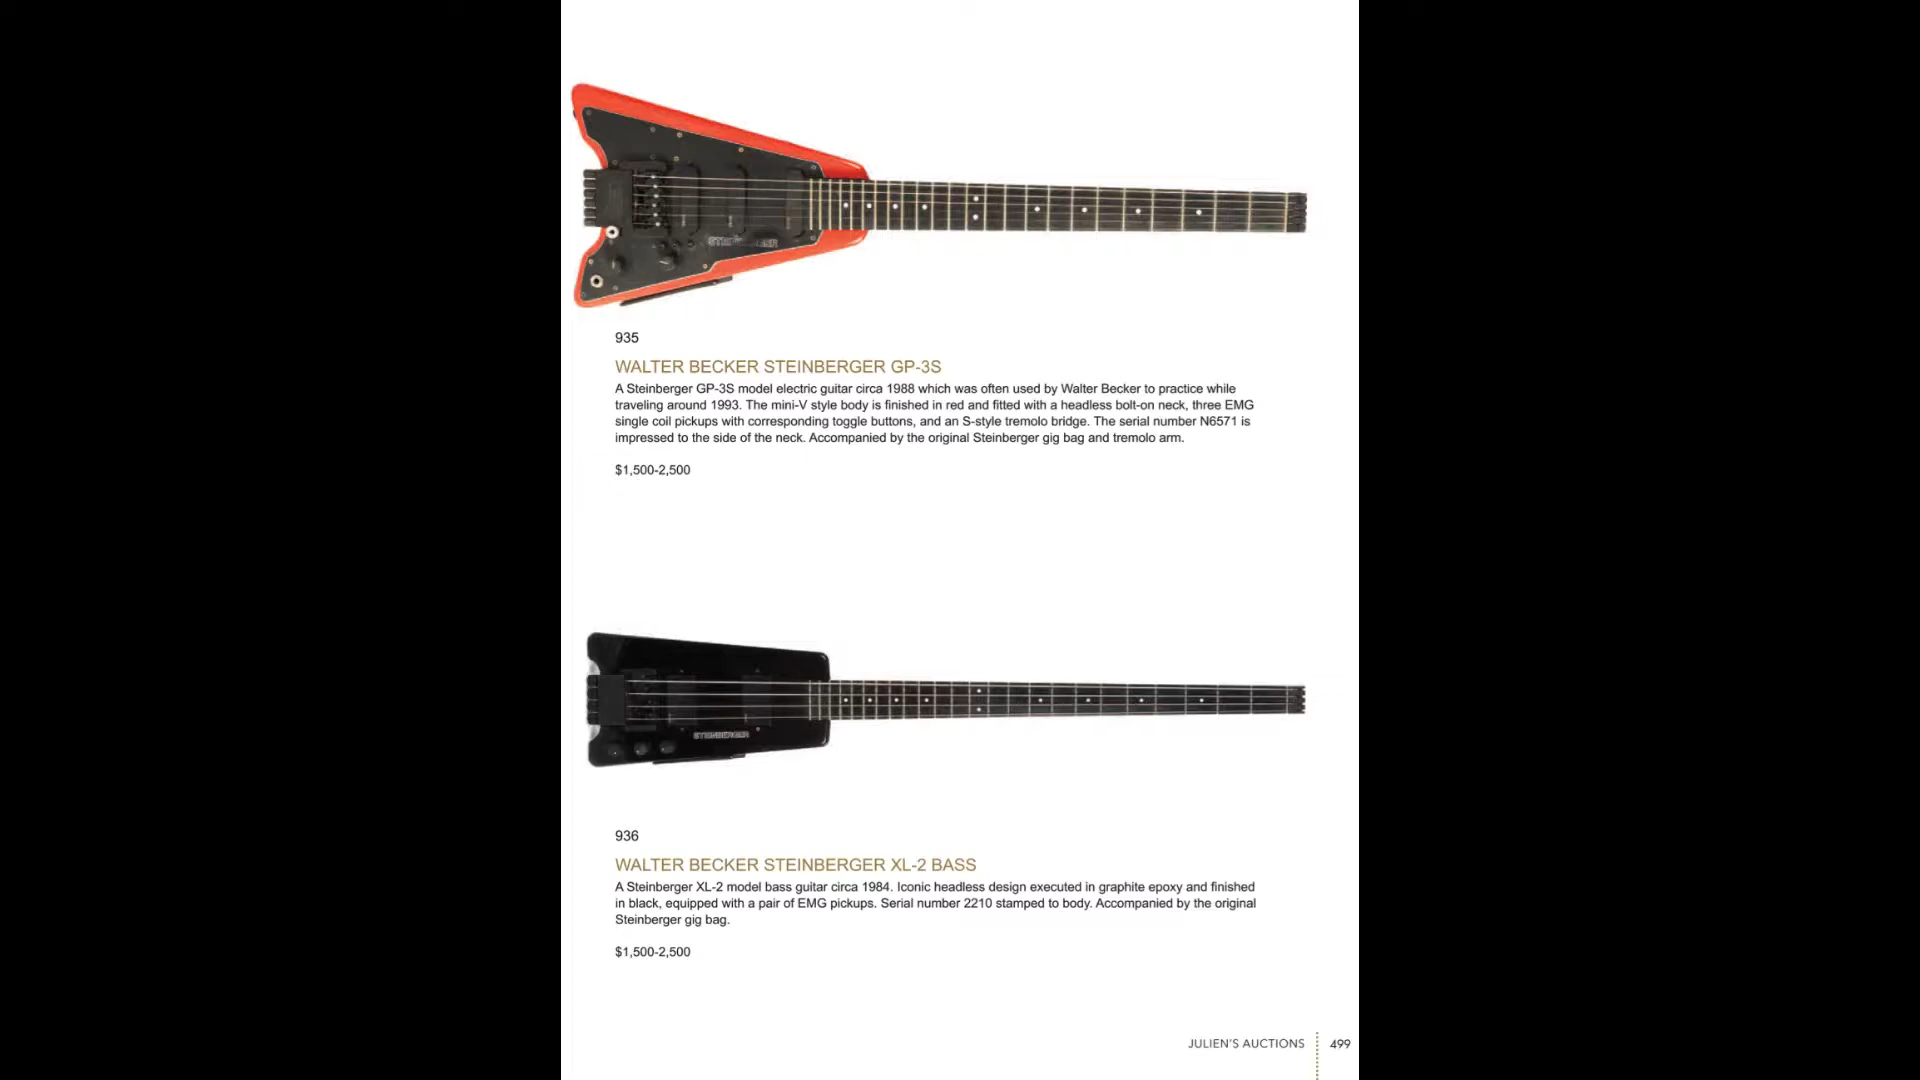 935
WALTER BECKER STEINBERGER GP-3S
A Steinberger GP-3S model electric guitar circa 1988 which was often used by Walter Becker to practice while
traveling around 1993. The mini-V style body is finished in red and fitted with a headless bolt-on neck, three EMG
single coil pickups with corresponding toggle buttons, and an S-style tremolo bridge. The serial number N6571 is
impressed to the side of the neck. Accompanied by the original Steinberger gig bag and tremolo arm.
$1,500-2,500
STEINBERGER
936
WALTER BECKER STEINBERGER XL-2 BASS
A Steinberger XL-2 model bass guitar circa 1984. Iconic headless design executed in graphite epoxy and finished
in black, equipped with a pair of EMG pickups. Serial number 2210 stamped to body. Accompanied by the original
Steinberger gig bag.
$1,500-2,500
JULIEN'S AUCTIONS 499